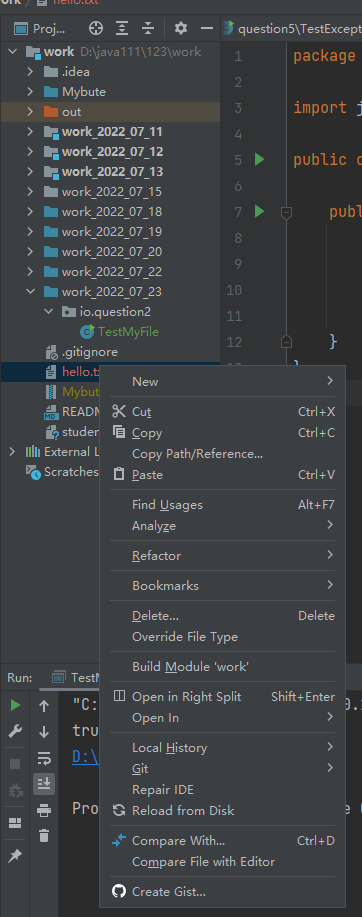 work hello.txt
Proj...
question5\TestExcept
work D:\java111\123\work
.idea
Mybute
out
work_2022_07_11
work_2022_07_12
work_2022_07_13
work_2022_07_15
work_2022_07_18
work_2022_07_19
work_2022_07_20
work_2022_07_22
work_2022_07_23
io.question2
TestMyFile
.gitignore
hello.tx
Mybut
READM
studen
External L
Scratches
1 package
2
3 import j
4
5 public c
6
7 publ
8
9
10
11
12 }
}
New
Cut Ctrl+X
Copy Ctrl+C
Copy Path/Reference...
Paste Ctrl+V
Find Usages Alt+F7
Analyze
Refactor
Bookmarks
Delete... Delete
Override File Type
Build Module 'work'
Open in Right Split Shift+Enter
Open In
Local History
Git
Repair IDE
Reload from Disk
Compare With... Ctrl+D
Compare File with Editor
Create Gist...
Run: TestM
"C:
tru
D:\
Pro